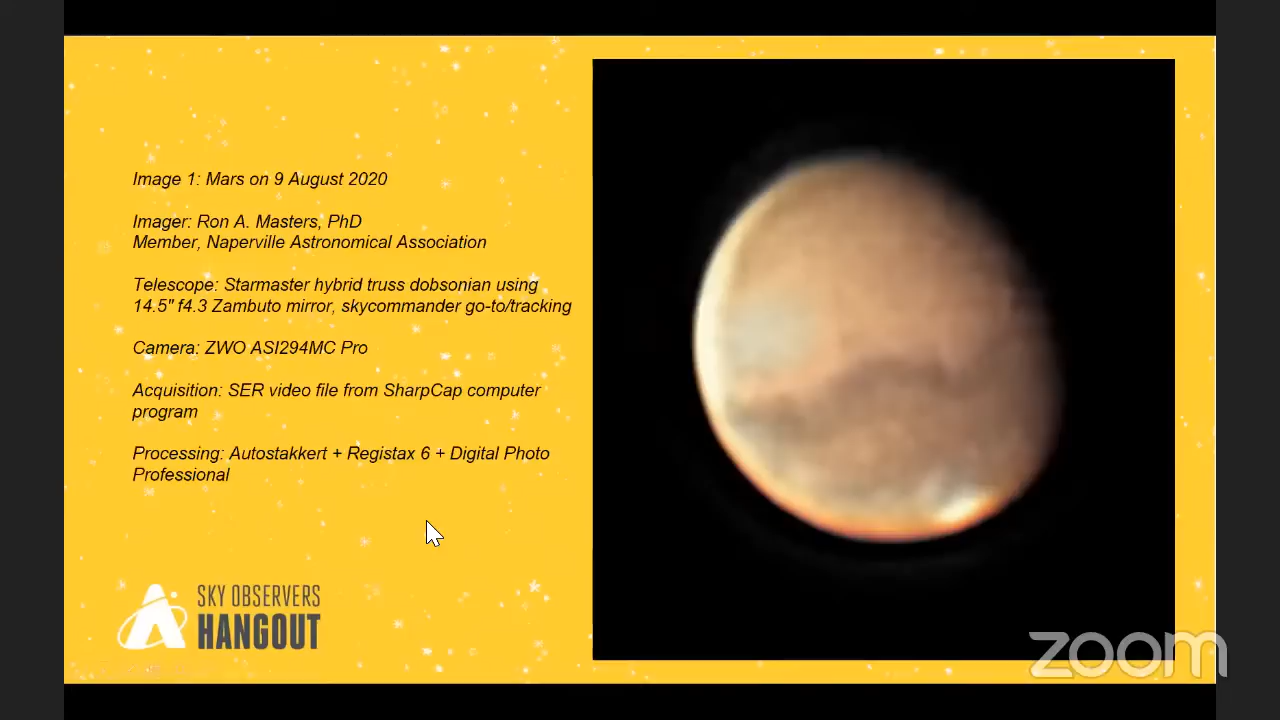 Image 1: Mars on 9 August 2020
Imager: Ron A. Masters, PhD
Member, Naperville Astronomical Association
Telescope: Starmaster hybrid truss dobsonian using
14.5" f4.3 Zambuto mirror, skycommander go-to/tracking
Camera: ZWO ASI294MC Pro
Acquisition: SER video file from SharpCap computer
program
Processing: Autostakkert + Registax 6 + Digital Photo
Professional
SKY OBSERVERS
HANGOUT
zoom